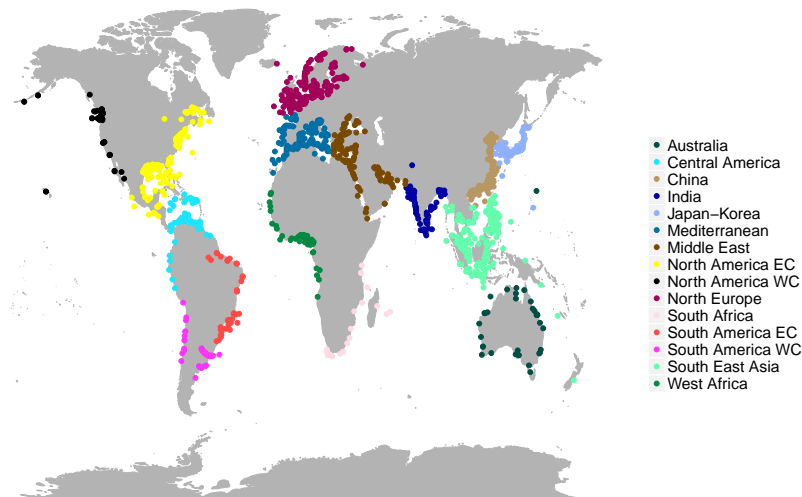 Australia
Central America
China
India
Japan−Korea
Mediterranean
Middle East
North America EC
North America WC
North Europe
South Africa
South America EC
South America WC
South East Asia
West Africa